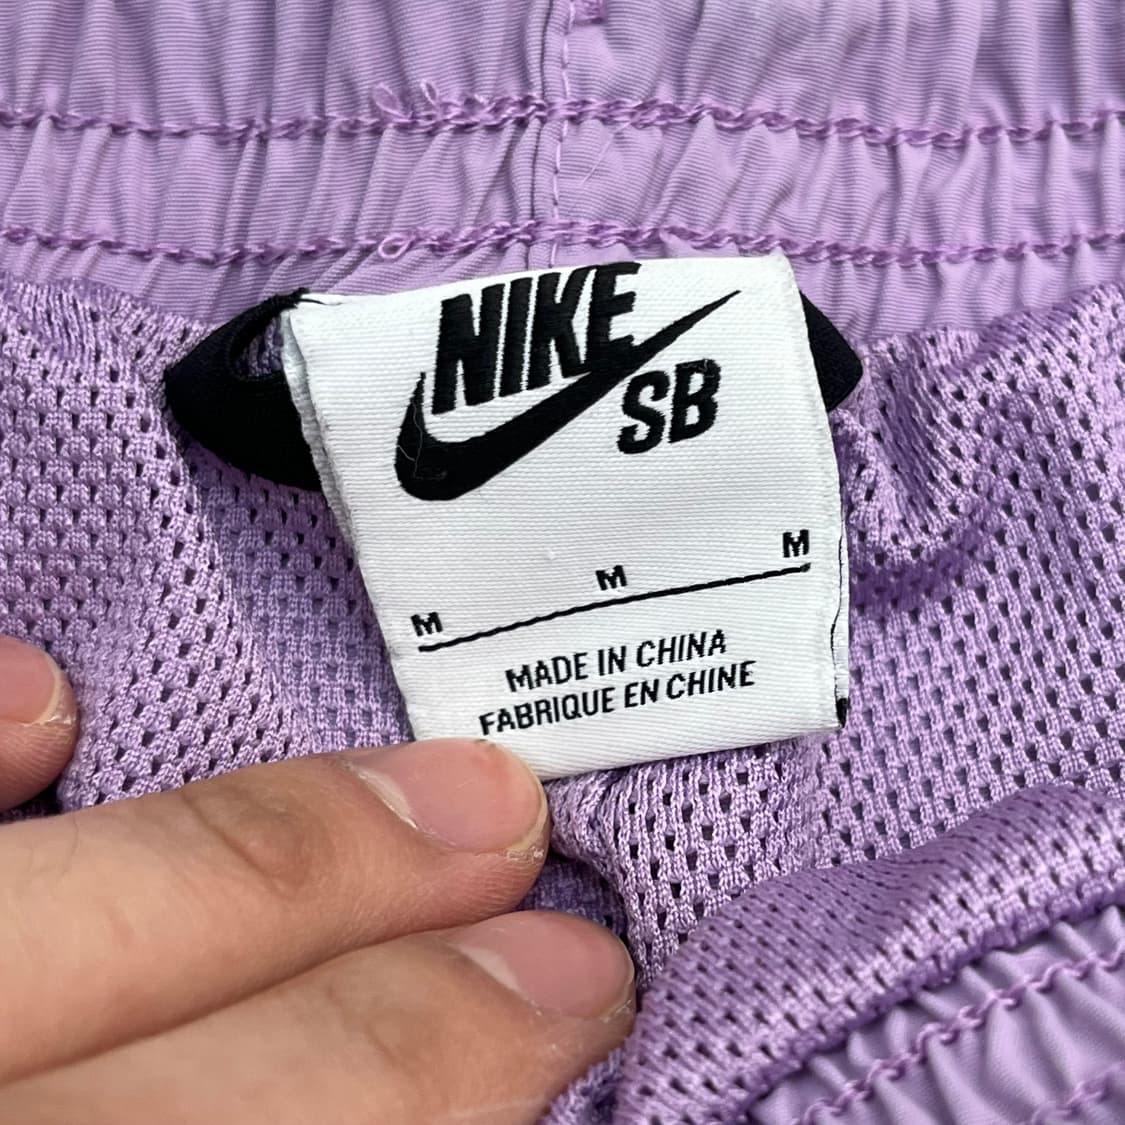 NIKE
SB
M M M
MADE IN CHINA
FABRIQUE EN CHINE